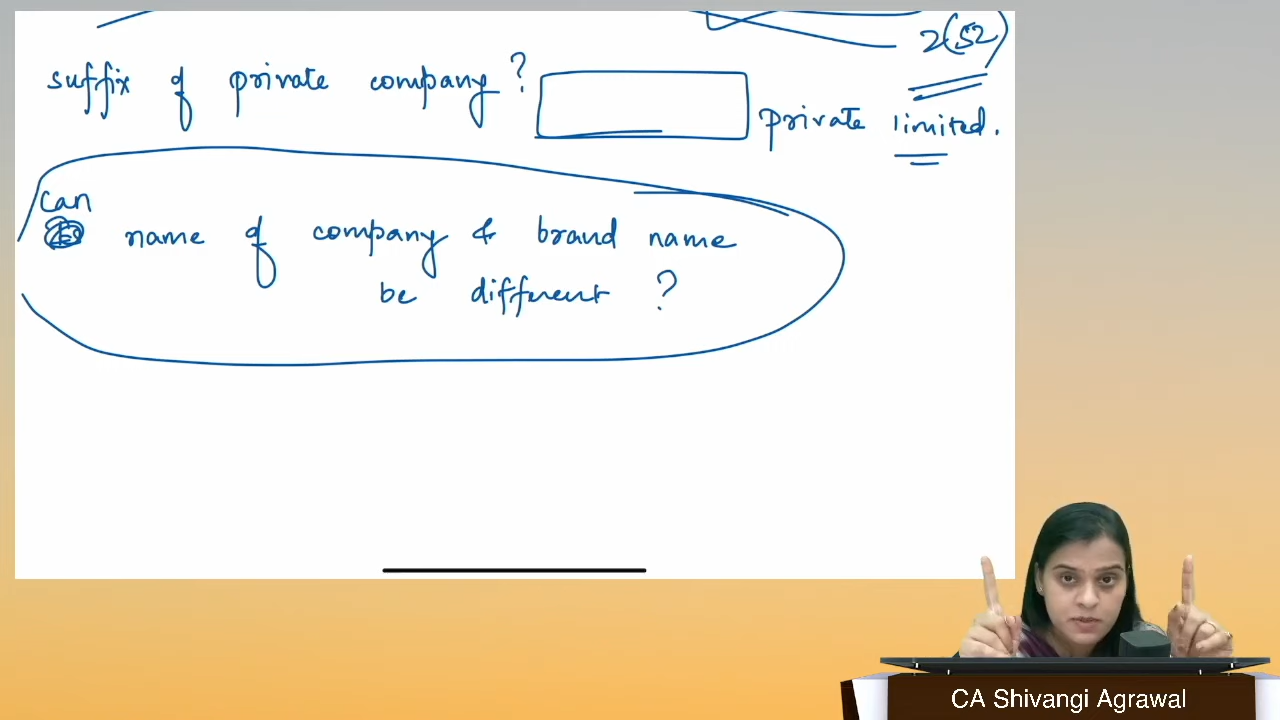 2(52)
suffix of private company ?
private limited.
can
name of company & brand name
be different ?
CA Shivangi Agrawal